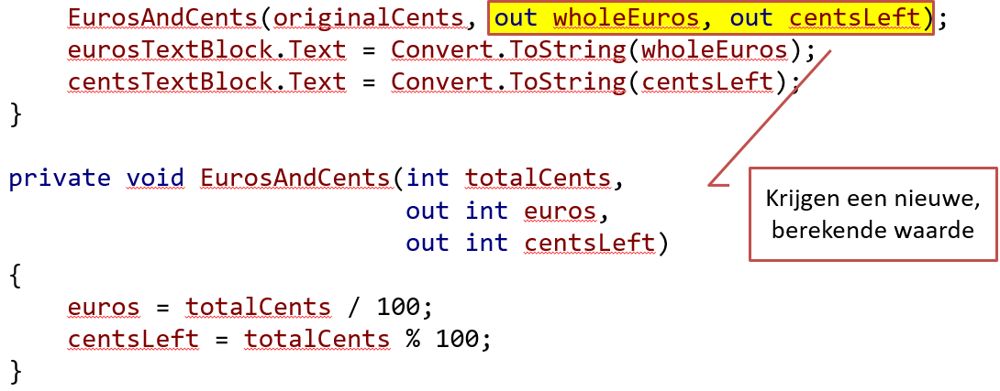 EurosAndCents(originalCents, out wholeEuros, out centsLeft);
eurosTextBlock.Text = Convert.ToString(wholeEuros);
centsTextBlock.Text = Convert.ToString(centsLeft);
}
private void EurosAndCents(int totalCents,
out int euros,
out int centsLeft)
{
euros = totalCents / 100;
centsLeft = totalCents % 100;
}
Krijgen een nieuwe,
berekende waarde